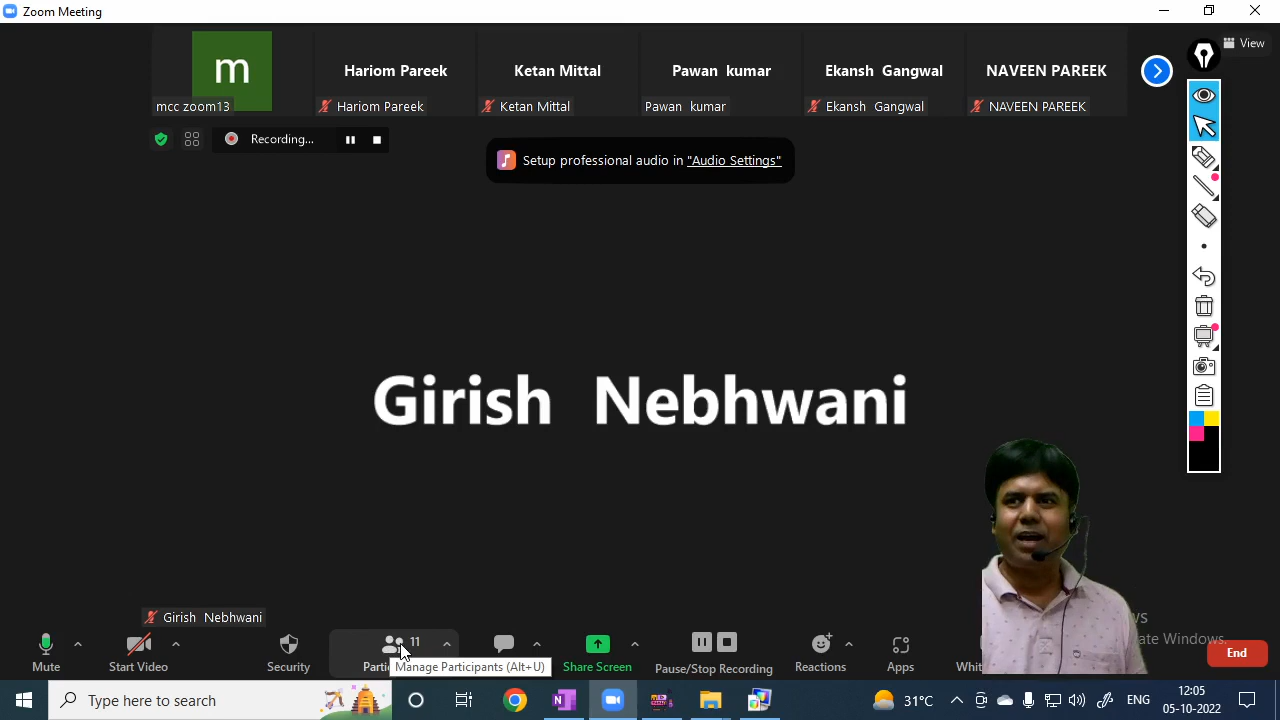 Zoom Meeting
View
m
Hariom Pareek
Ketan Mittal
Pawan kumar
Ekansh Gangwal
NAVEEN PAREEK
mcc zoom13
Hariom Pareek
Ketan Mittal
Pawan kumar
Ekansh Gangwal
NAVEEN PAREEK
Recording...
Setup professional audio in "Audio Settings"
Girish Nebhwani
Girish Nebhwani
11
Mute
Start Video
Security
Manage Participants (Alt+U)
Share Screen
Pause/Stop Recording
Reactions
Apps
Windows.
End
Type here to search
31°C
ENG
12:05
05-10-2022